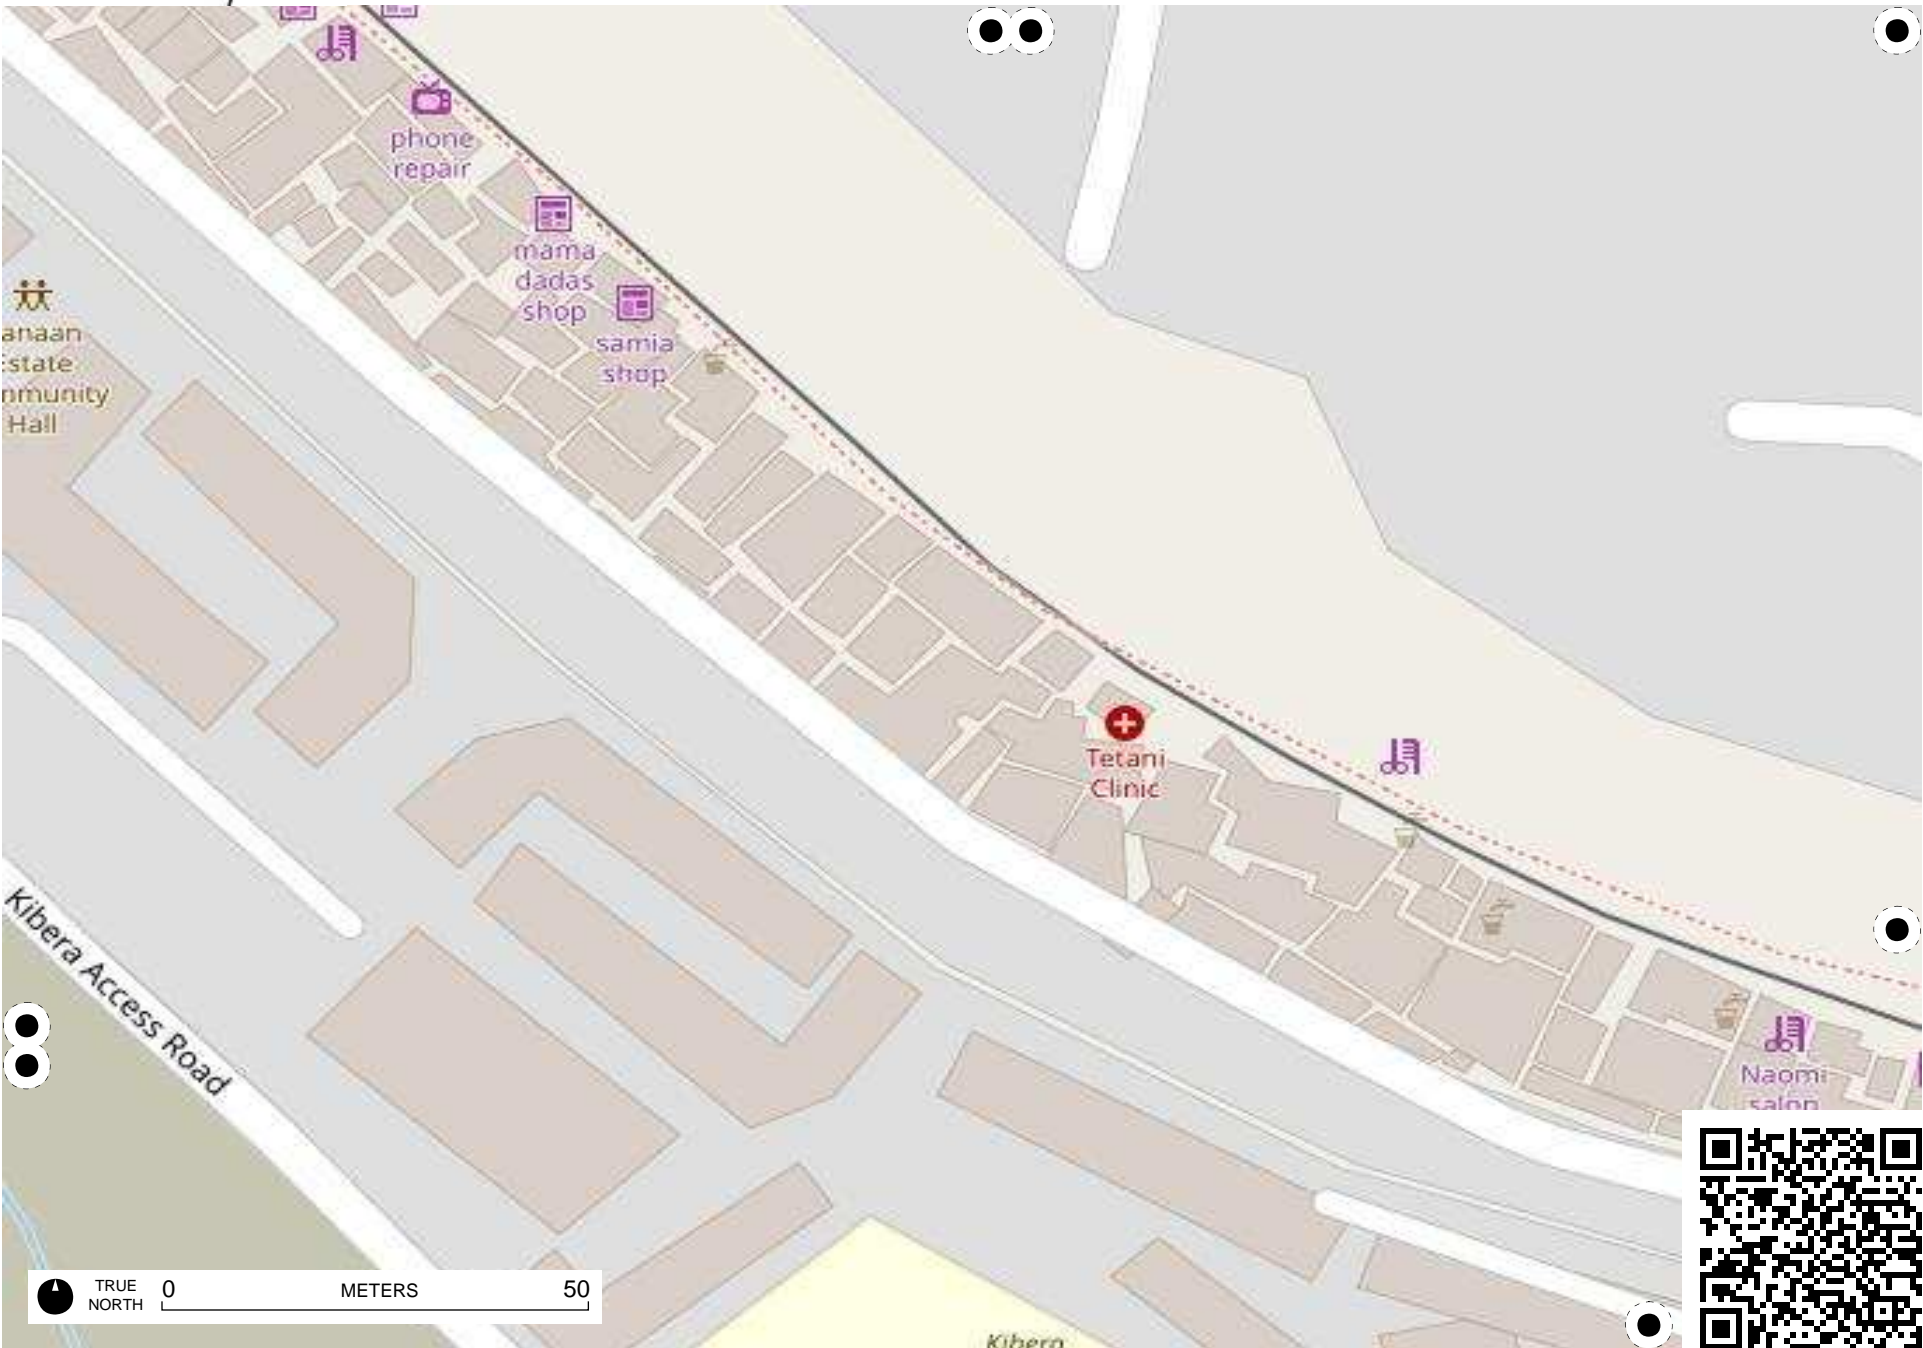 phone
repair
mama
dadas
shop
samia
shop
anaan
state
mmunity
Hall
Tetani
Clinic
Kibera Access Road
Naomi
salon
TRUE
NORTH
0 METERS 50
Kibera